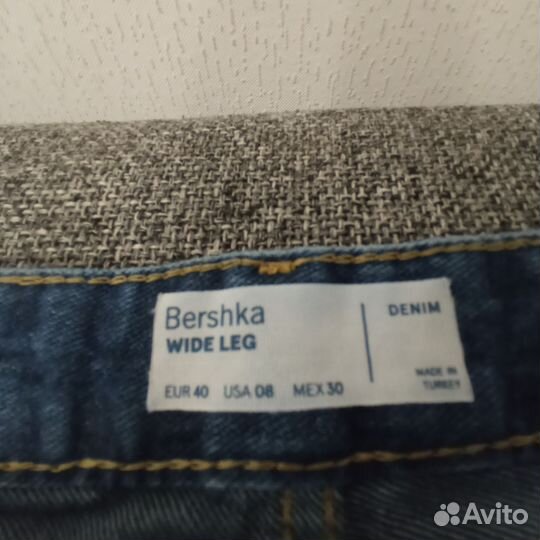 Bershka
WIDE LEG
EUR 40 USA 08 MEX 30
DENIM
MADE IN
TURKEY
Avito